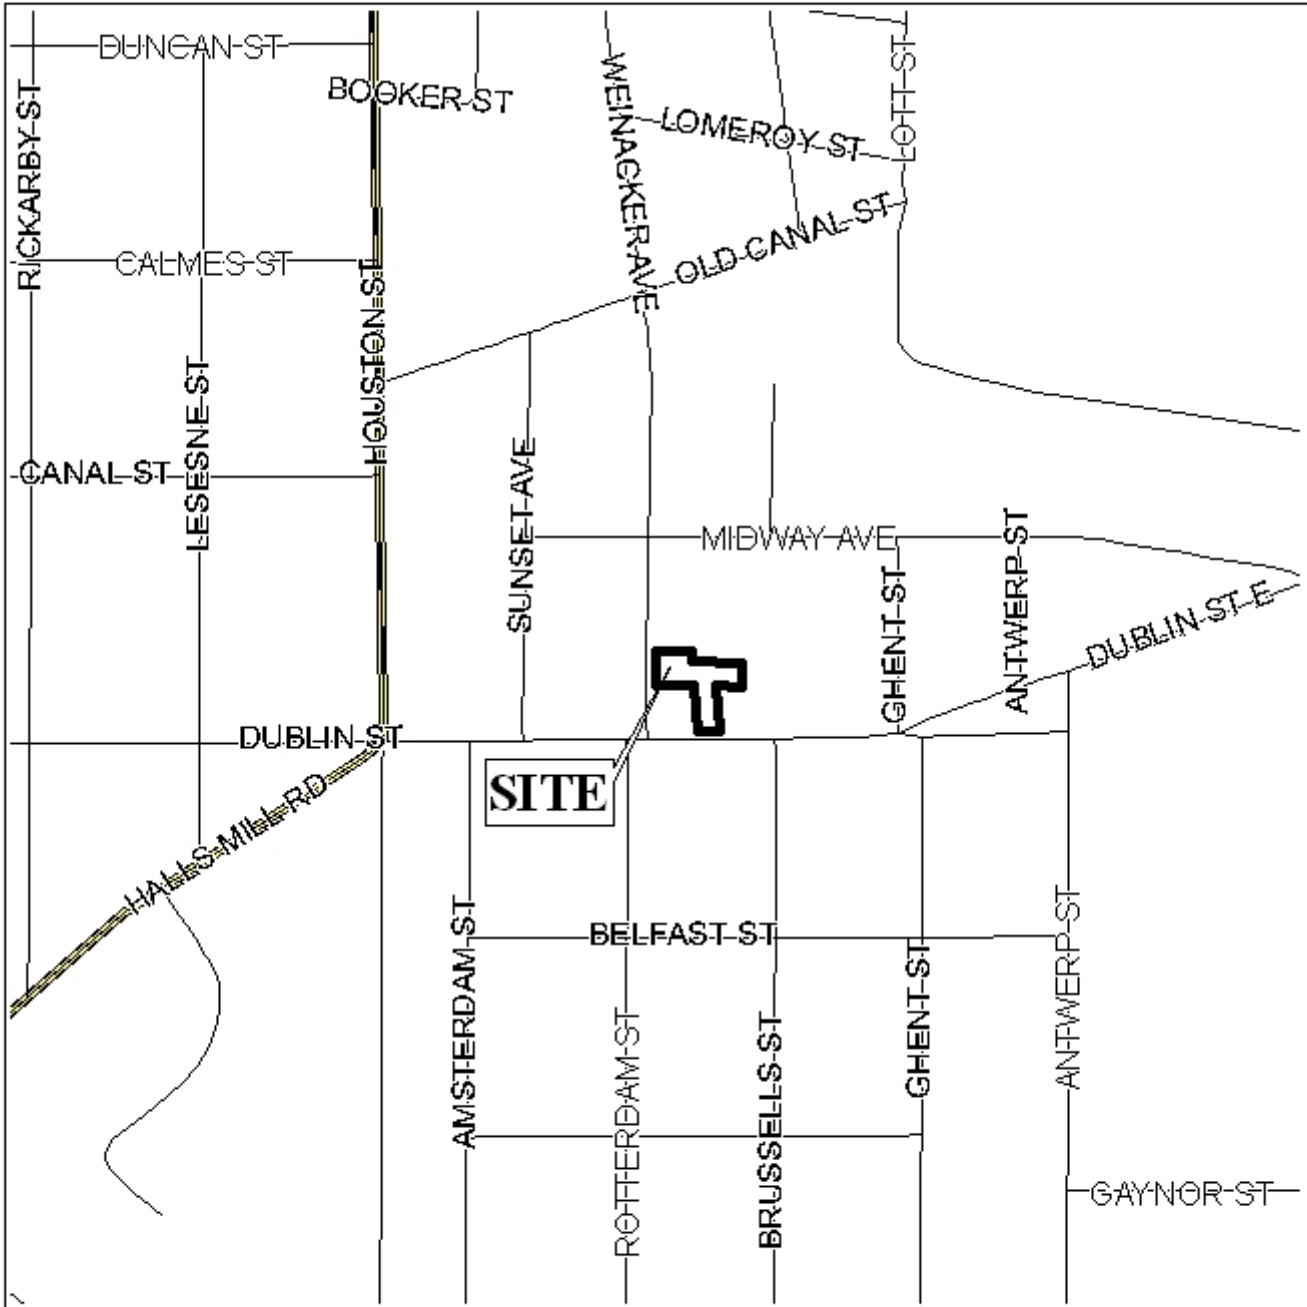 DUNCAN ST
BOOKER ST
RICKARBY ST
WEINACKER AVE
LOMEROY ST
LOTT ST
OLD CANAL ST
CALMES ST
HOUSTON ST
LESESNE ST
CANAL ST
SUNSET AVE
MIDWAY AVE
GHENT ST
ANTWERP ST
DUBLIN ST E
DUBLIN ST
SITE
HALLS MILL RD
AMSTERDAM ST
BELFAST ST
ROTTERDAM ST
BRUSSELLS ST
GHENT ST
ANTWERP ST
GAYNOR ST